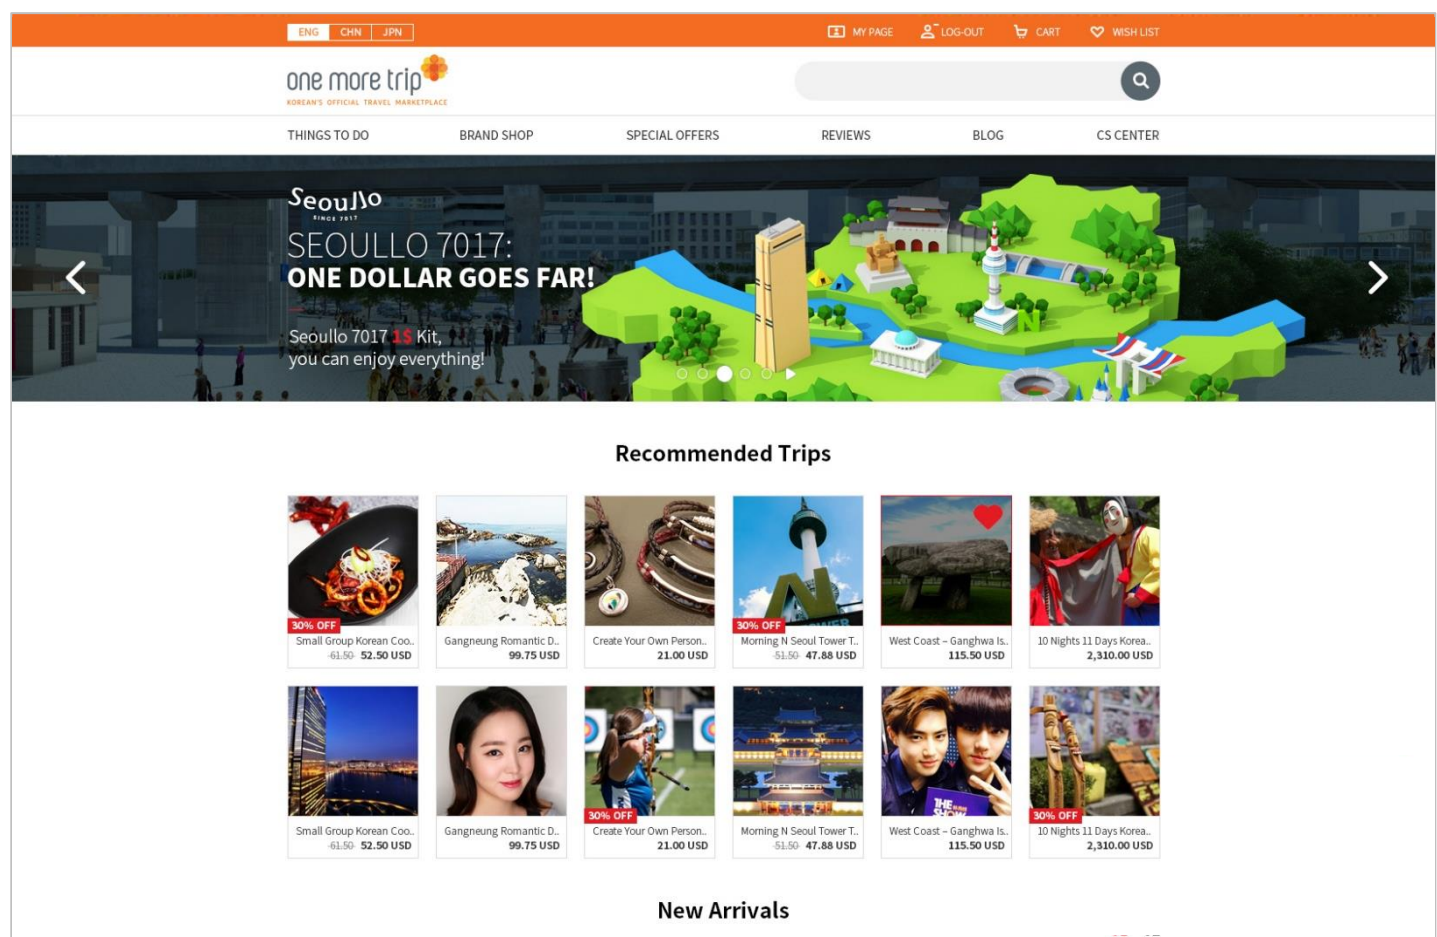 ENG CHN JPN MY PAGE LOG-OUT CART WISH LIST
one more trip
KOREAN'S OFFICIAL TRAVEL MARKETPLACE
THINGS TO DO BRAND SHOP SPECIAL OFFERS REVIEWS BLOG CS CENTER
Seoullo
SINCE 7017
SEOULLO 7017:
ONE DOLLAR GOES FAR!
Seoullo 7017 1$ Kit,
you can enjoy everything!
N
Recommended Trips
N
TOWER
30% OFF 30% OFF
Small Group Korean Coo.. Gangneung Romantic D.. Create Your Own Person.. Morning N Seoul Tower T.. West Coast – Ganghwa Is.. 10 Nights 11 Days Korea..
61.50 52.50 USD 99.75 USD 21.00 USD 51.50 47.88 USD 115.50 USD 2,310.00 USD
THE
SHOW
30% OFF 30% OFF
Small Group Korean Coo.. Gangneung Romantic D.. Create Your Own Person.. Morning N Seoul Tower T.. West Coast – Ganghwa Is.. 10 Nights 11 Days Korea..
61.50 52.50 USD 99.75 USD 21.00 USD 51.50 47.88 USD 115.50 USD 2,310.00 USD
New Arrivals